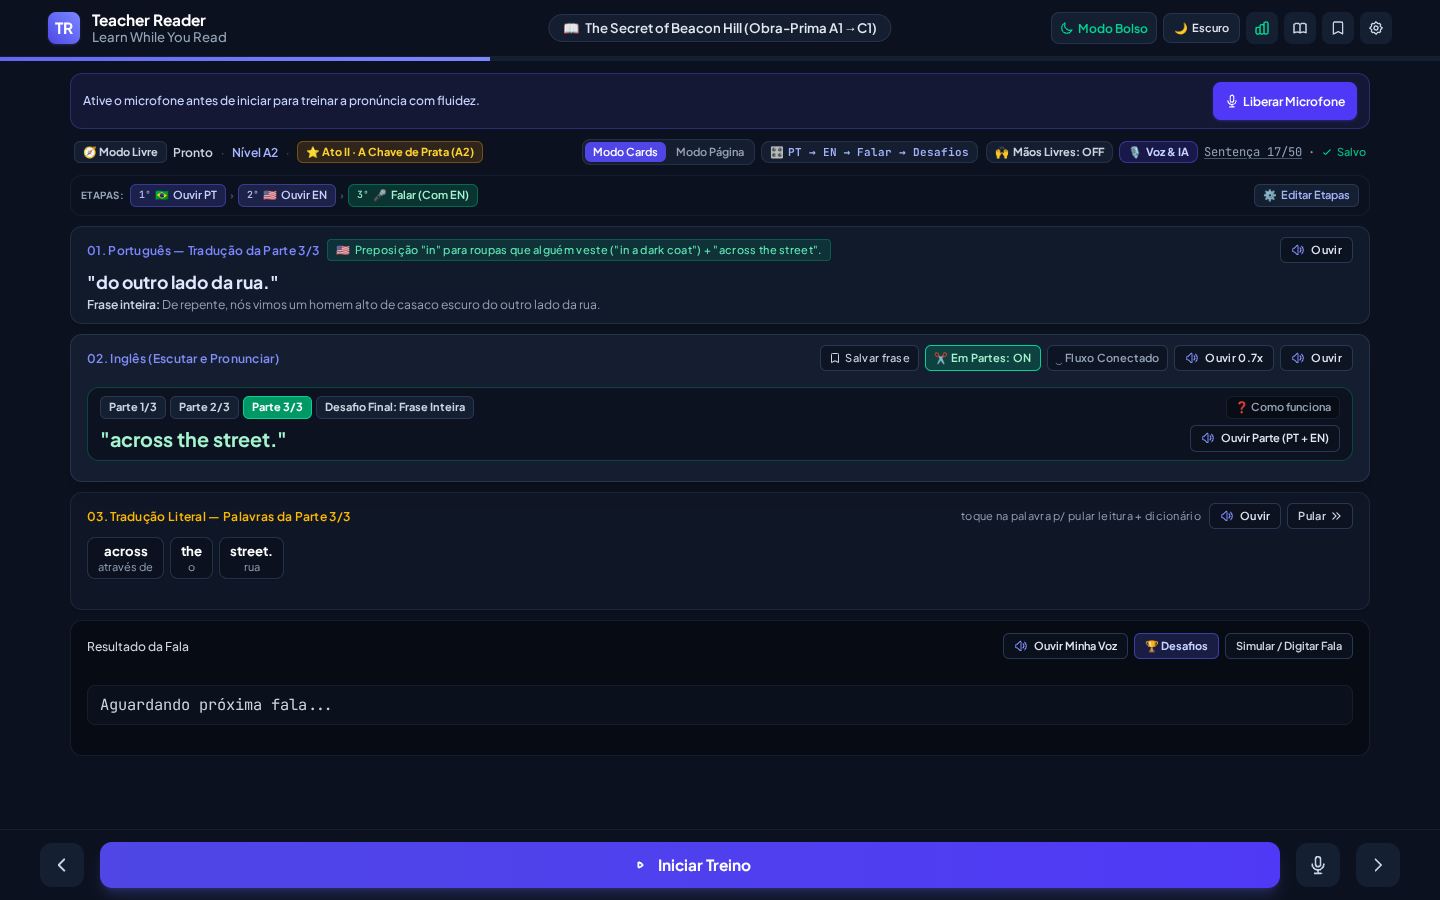 TR
Teacher Reader
Learn While You Read
📖 The Secret of Beacon Hill (Obra-Prima A1→C1)
Modo Bolso
🌙 Escuro
Ative o microfone antes de iniciar para treinar a pronúncia com fluidez.
Liberar Microfone
🧭 Modo Livre Pronto · Nível A2 · ⭐ Ato II · A Chave de Prata (A2)
Modo Cards Modo Página
🎛️ PT → EN → Falar → Desafios
🙌 Mãos Livres: OFF
🎙️ Voz & IA
Sentença 17/50 · ✓ Salvo
ETAPAS: 1° 🇧🇷 Ouvir PT › 2° 🇺🇸 Ouvir EN › 3° 🎤 Falar (Com EN)
⚙️ Editar Etapas
01. Português — Tradução da Parte 3/3
🇺🇸 Preposição "in" para roupas que alguém veste ("in a dark coat") + "across the street".
Ouvir
"do outro lado da rua."
Frase inteira: De repente, nós vimos um homem alto de casaco escuro do outro lado da rua.
02. Inglês (Escutar e Pronunciar)
Salvar frase
✂️ Em Partes: ON
‿ Fluxo Conectado
Ouvir 0.7x
Ouvir
Parte 1/3 Parte 2/3 Parte 3/3 Desafio Final: Frase Inteira
❓ Como funciona
"across the street."
Ouvir Parte (PT + EN)
03. Tradução Literal — Palavras da Parte 3/3
toque na palavra p/ pular leitura + dicionário
Ouvir
Pular
across the street.
através de o rua
Resultado da Fala
Ouvir Minha Voz
🏆 Desafios
Simular / Digitar Fala
Aguardando próxima fala...
Iniciar Treino